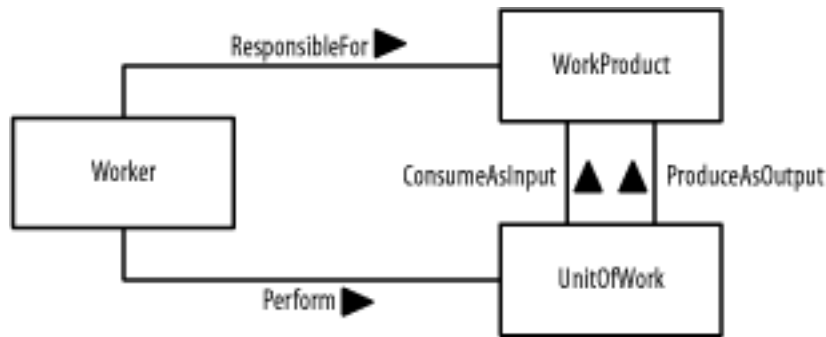 ResponsibleFor
WorkProduct
Worker
ConsumeAsInput
ProduceAsOutput
UnitOfWork
Perform